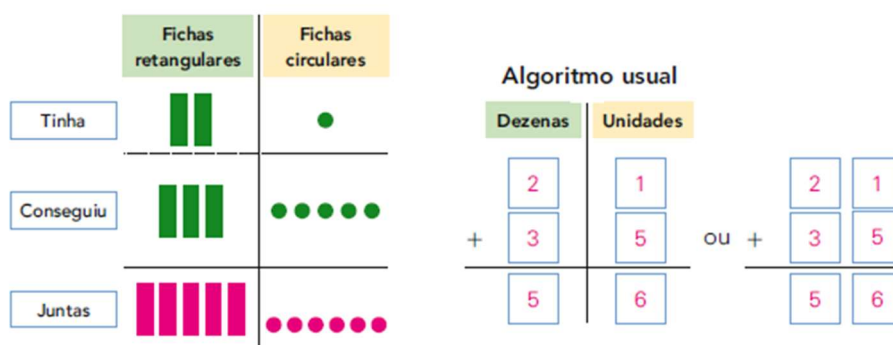 Fichas retangulares
Fichas circulares
Tinha
Conseguiu
Juntas
Algoritmo usual
Dezenas Unidades
2 1
+ 3 5
5 6
ou
2 1
+ 3 5
5 6